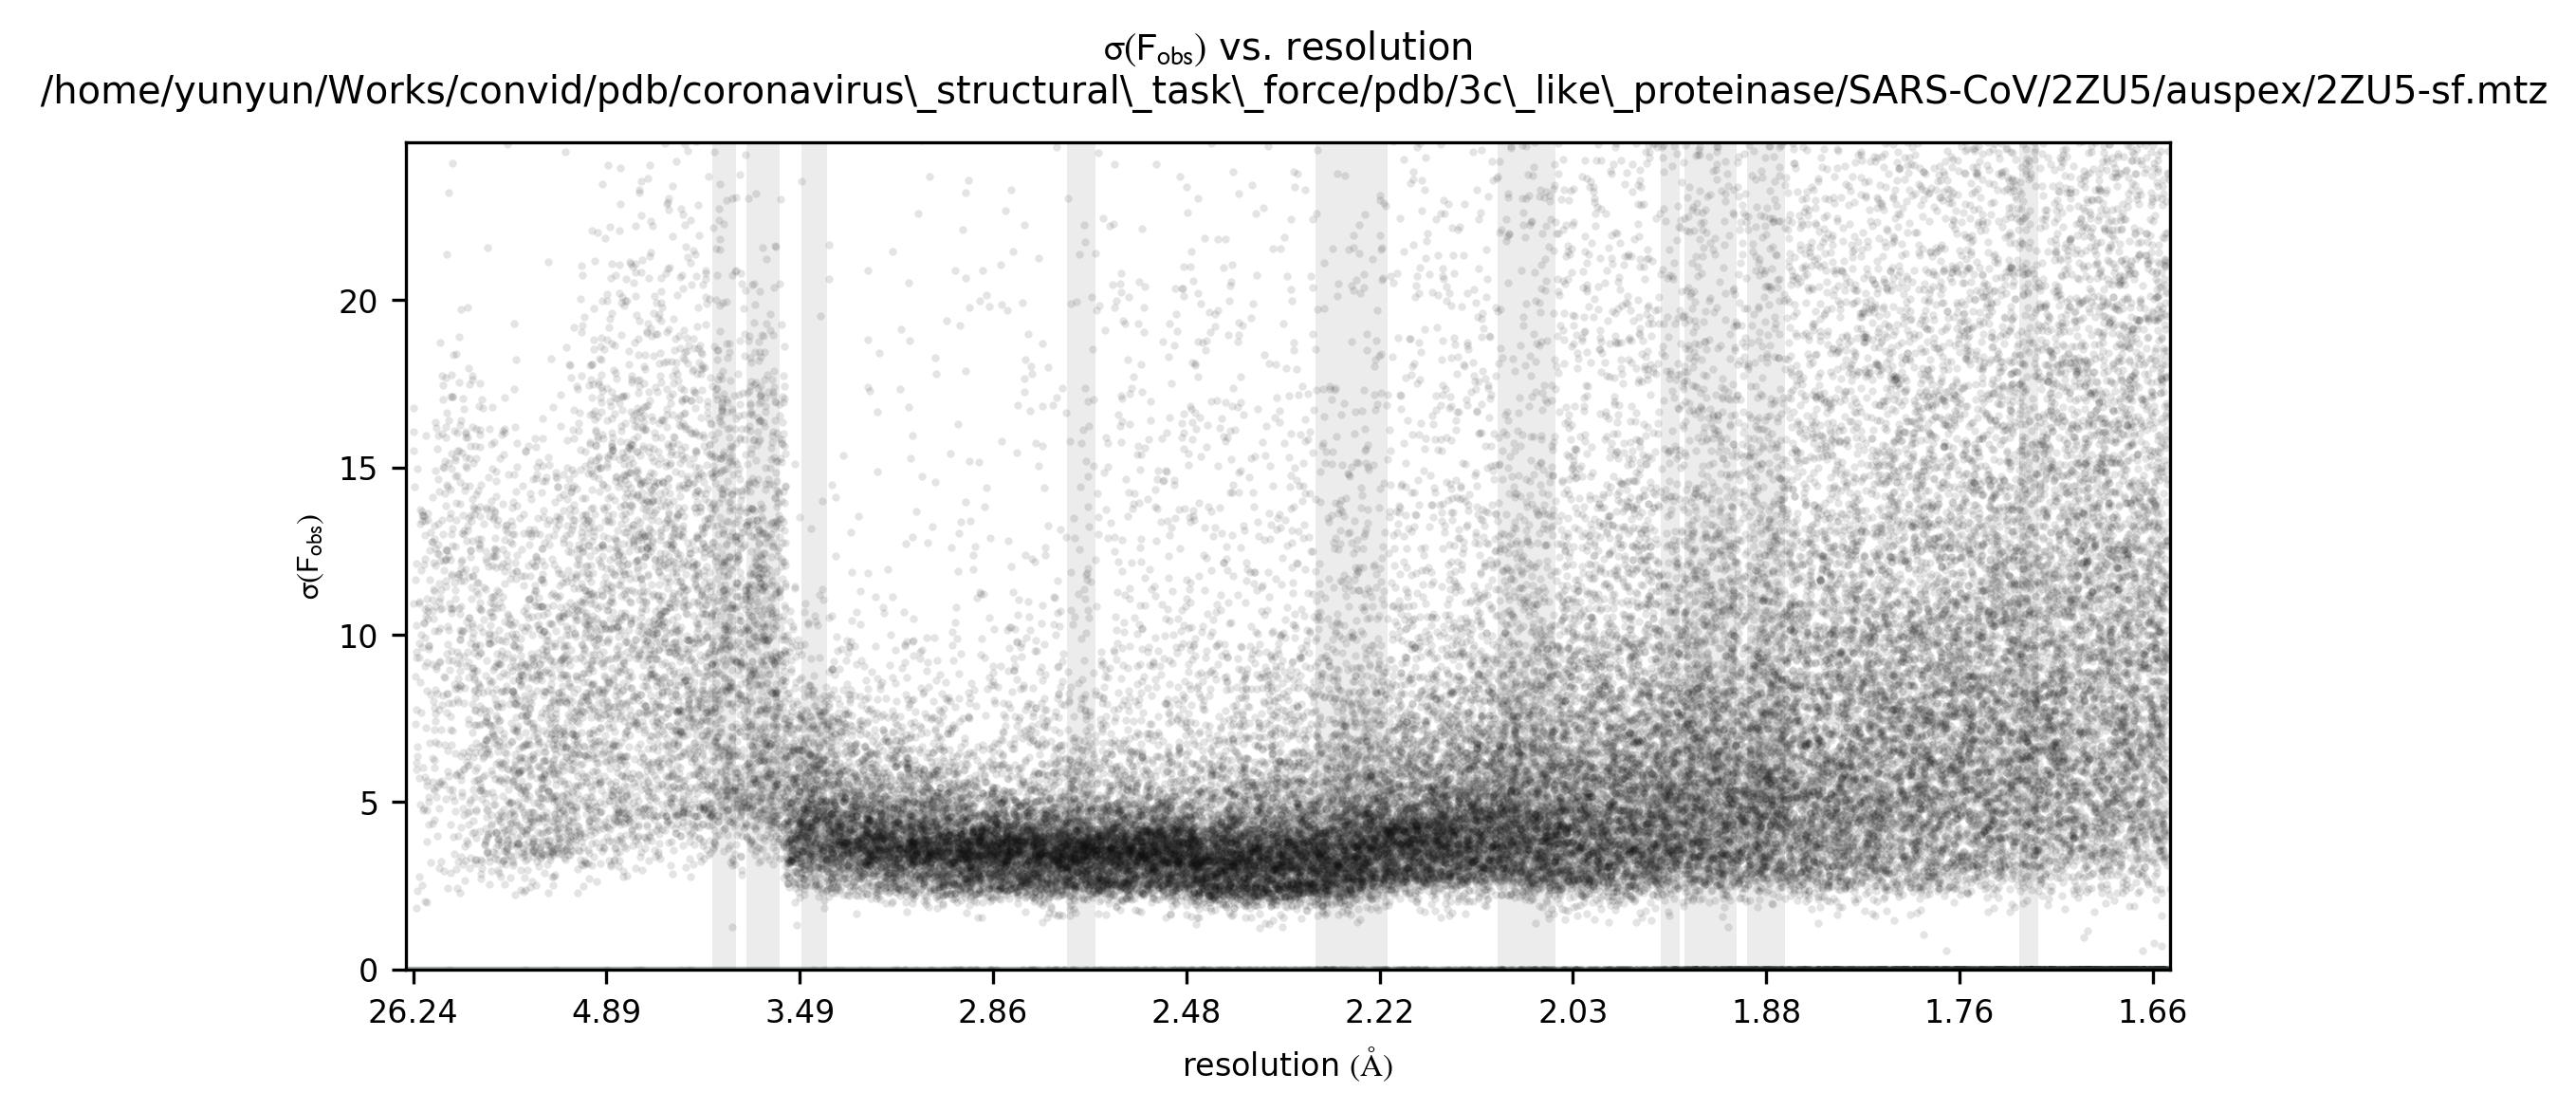 σ(Fobs) vs. resolution
/home/yunyun/Works/convid/pdb/coronavirus\_structural\_task\_force/pdb/3c\_like\_proteinase/SARS-CoV/2ZU5/auspex/2ZU5-sf.mtz
20
15
10
5
0
σ(Fobs)
26.24 4.89 3.49 2.86 2.48 2.22 2.03 1.88 1.76 1.66
resolution (Å)